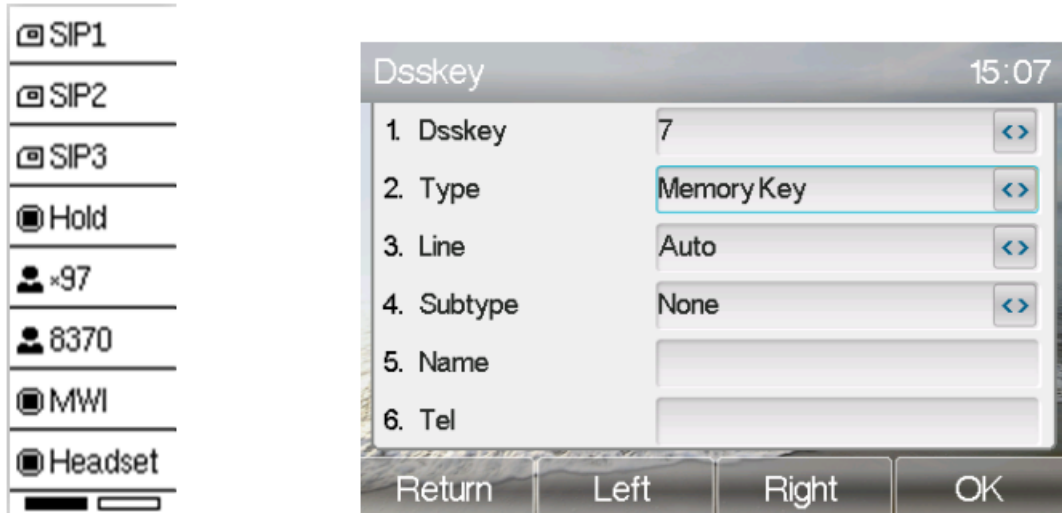 SIP1
SIP2
SIP3
Hold
×97
8370
MWI
Headset
Dsskey 15:07
1. Dsskey 7 <>
2. Type Memory Key <>
3. Line Auto <>
4. Subtype None <>
5. Name
6. Tel
Return Left Right OK